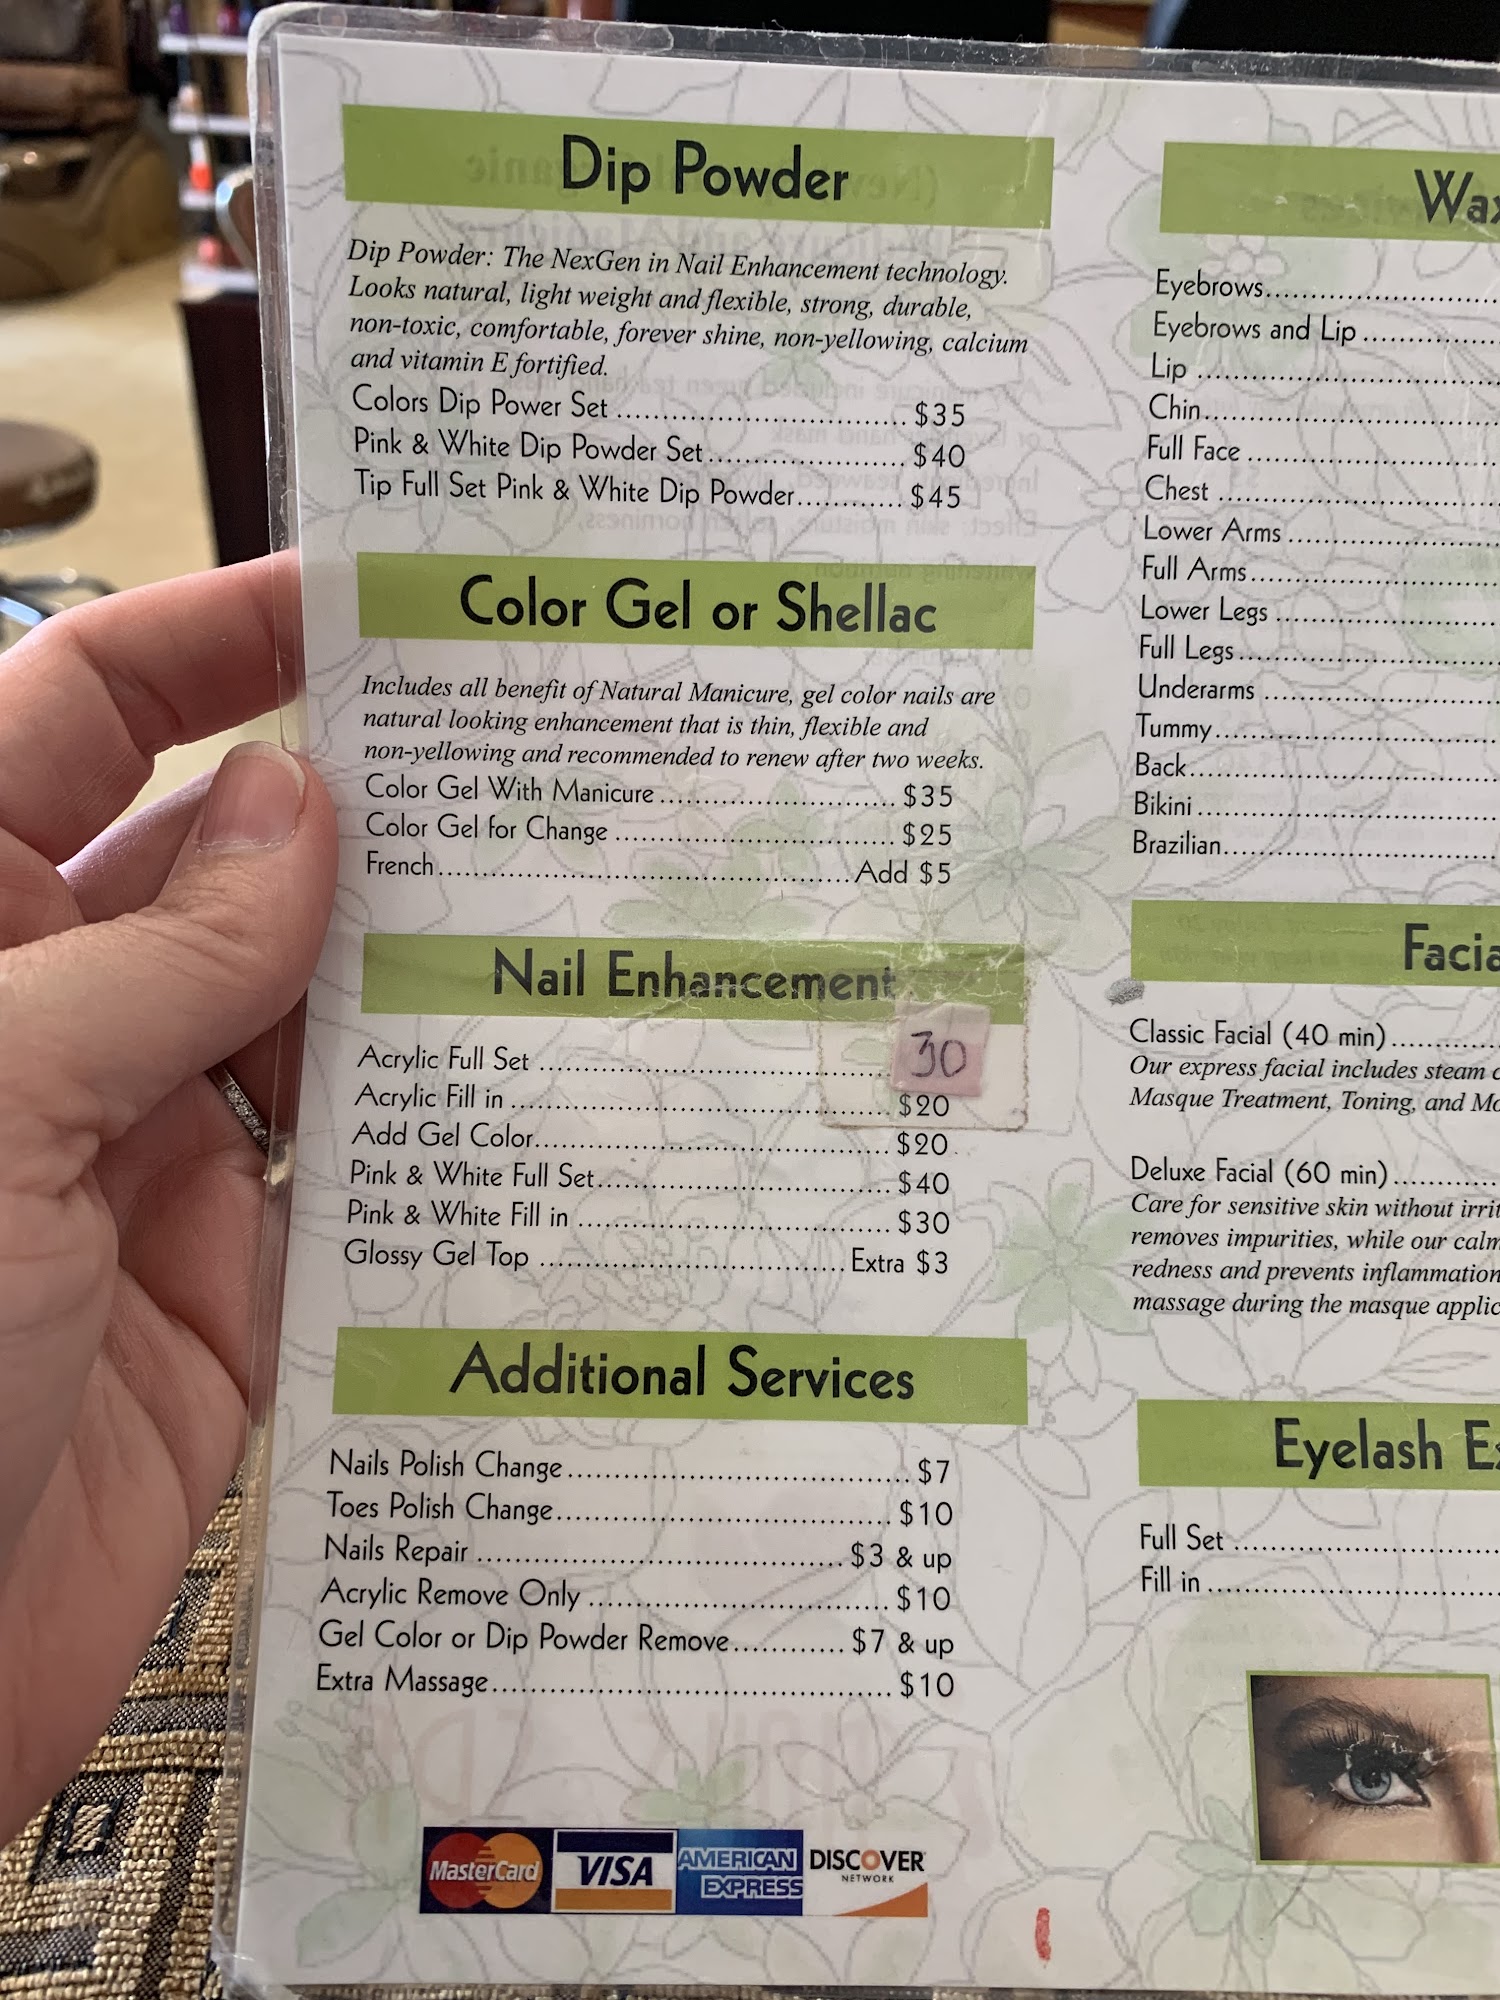 Dip Powder
Dip Powder: The NexGen in Nail Enhancement technology.
Looks natural, light weight and flexible, strong, durable,
non-toxic, comfortable, forever shine, non-yellowing, calcium
and vitamin E fortified.
Colors Dip Power Set ........ $35
Pink & White Dip Powder Set ........ $40
Tip Full Set Pink & White Dip Powder ........ $45
Color Gel or Shellac
Includes all benefit of Natural Manicure, gel color nails are
natural looking enhancement that is thin, flexible and
non-yellowing and recommended to renew after two weeks.
Color Gel With Manicure ........ $35
Color Gel for Change ........ $25
French ........ Add $5
Nail Enhancement
Acrylic Full Set ........ 30
Acrylic Fill in ........ $20
Add Gel Color ........ $20
Pink & White Full Set ........ $40
Pink & White Fill in ........ $30
Glossy Gel Top ........ Extra $3
Additional Services
Nails Polish Change ........ $7
Toes Polish Change ........ $10
Nails Repair ........ $3 & up
Acrylic Remove Only ........ $10
Gel Color or Dip Powder Remove ........ $7 & up
Extra Massage ........ $10
MasterCard
VISA
AMERICAN
EXPRESS
DISCOVER
NETWORK
Eyebrows ........
Eyebrows and Lip ........
Lip ........
Chin ........
Full Face ........
Chest ........
Lower Arms ........
Full Arms ........
Lower Legs ........
Full Legs ........
Underarms ........
Tummy ........
Back ........
Bikini ........
Brazilian ........
Classic Facial (40 min) ........
Our express facial includes steam
Masque Treatment, Toning, and
Deluxe Facial (60 min) ........
Care for sensitive skin without
removes impurities, while our
redness and prevents inflammation
massage during the masque
Eyelash
Full Set ........
Fill in ........